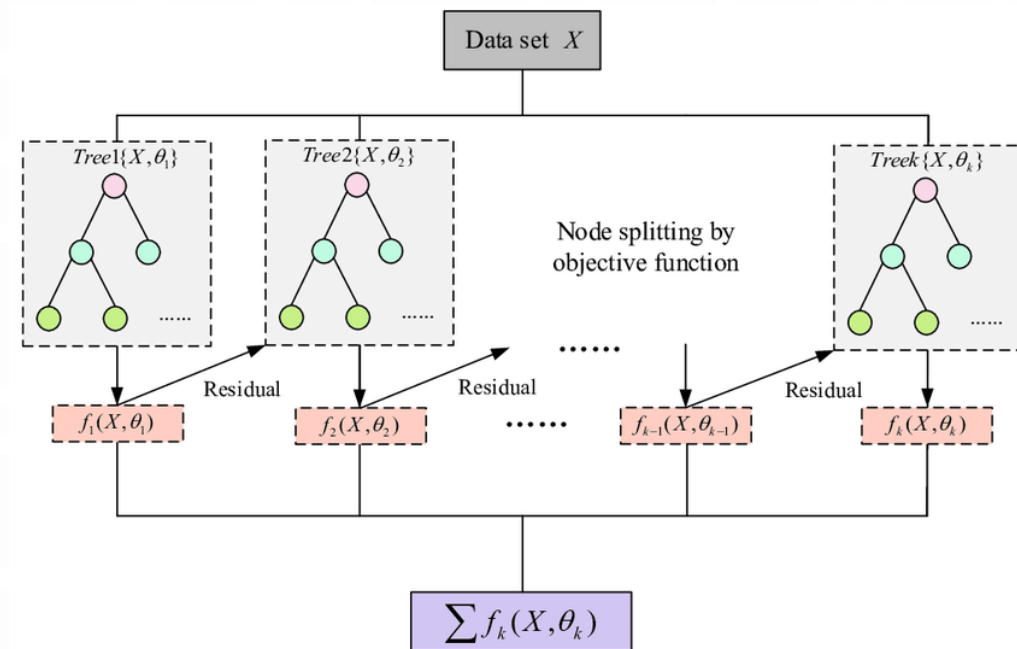 Data set X
Tree1{X,θ₁}
Tree2{X,θ₂}
Treek{X,θₖ}
Node splitting by
objective function
......
......
......
......
Residual
Residual
Residual
f₁(X,θ₁)
f₂(X,θ₂)
......
fₖ₋₁(X,θₖ₋₁)
fₖ(X,θₖ)
∑fₖ(X,θₖ)